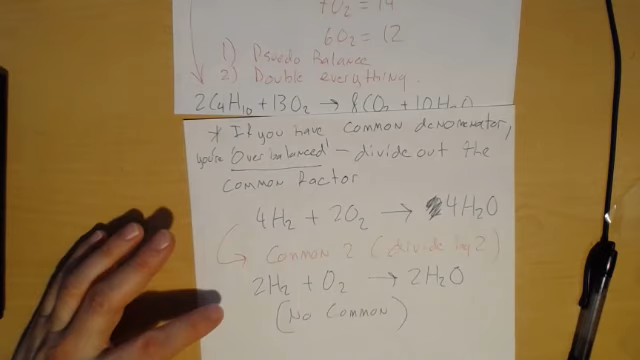 7O₂ = 14
6O₂ = 12
1) Psuedo Balance
2) Double everything.
2C₄H₁₀ + 13O₂ → 8CO₂ + 10H₂O
* If you have common denomenator,
you're 'Over balanced' - divide out the
common factor
4H₂ + 2O₂ → 4H₂O
Common 2 (divide by 2)
2H₂ + O₂ → 2H₂O
(No Common)